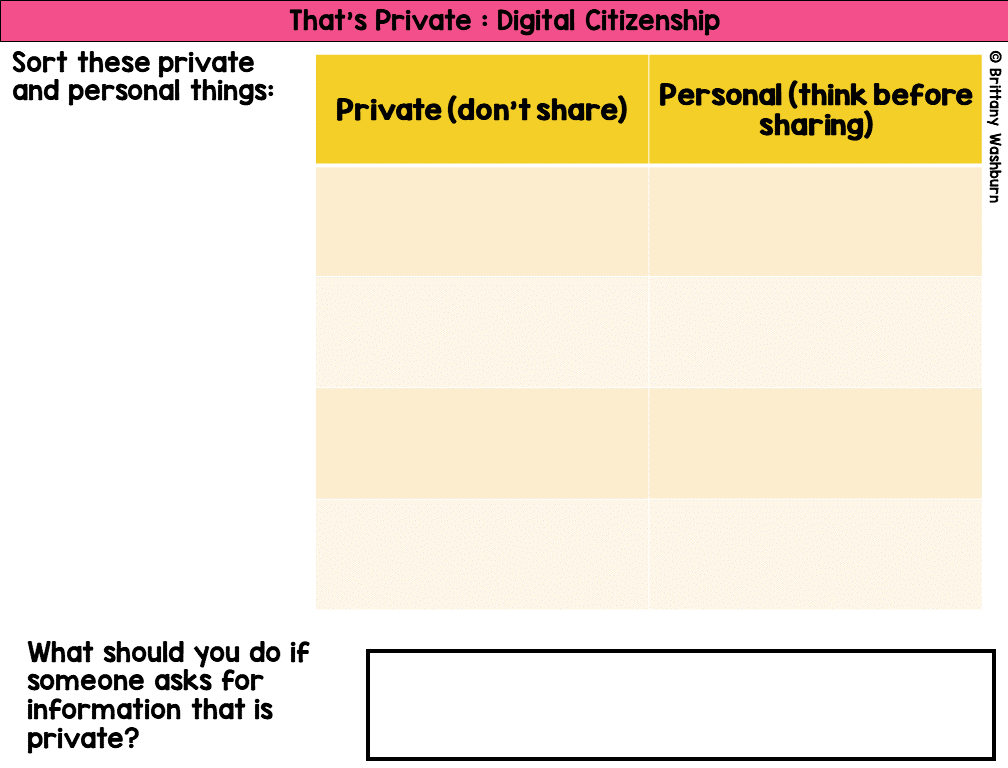 That's Private : Digital Citizenship
Sort these private
and personal things:
Private (don't share)
Personal (think before
sharing)
© Brittany Washburn
What should you do if
someone asks for
information that is
private?